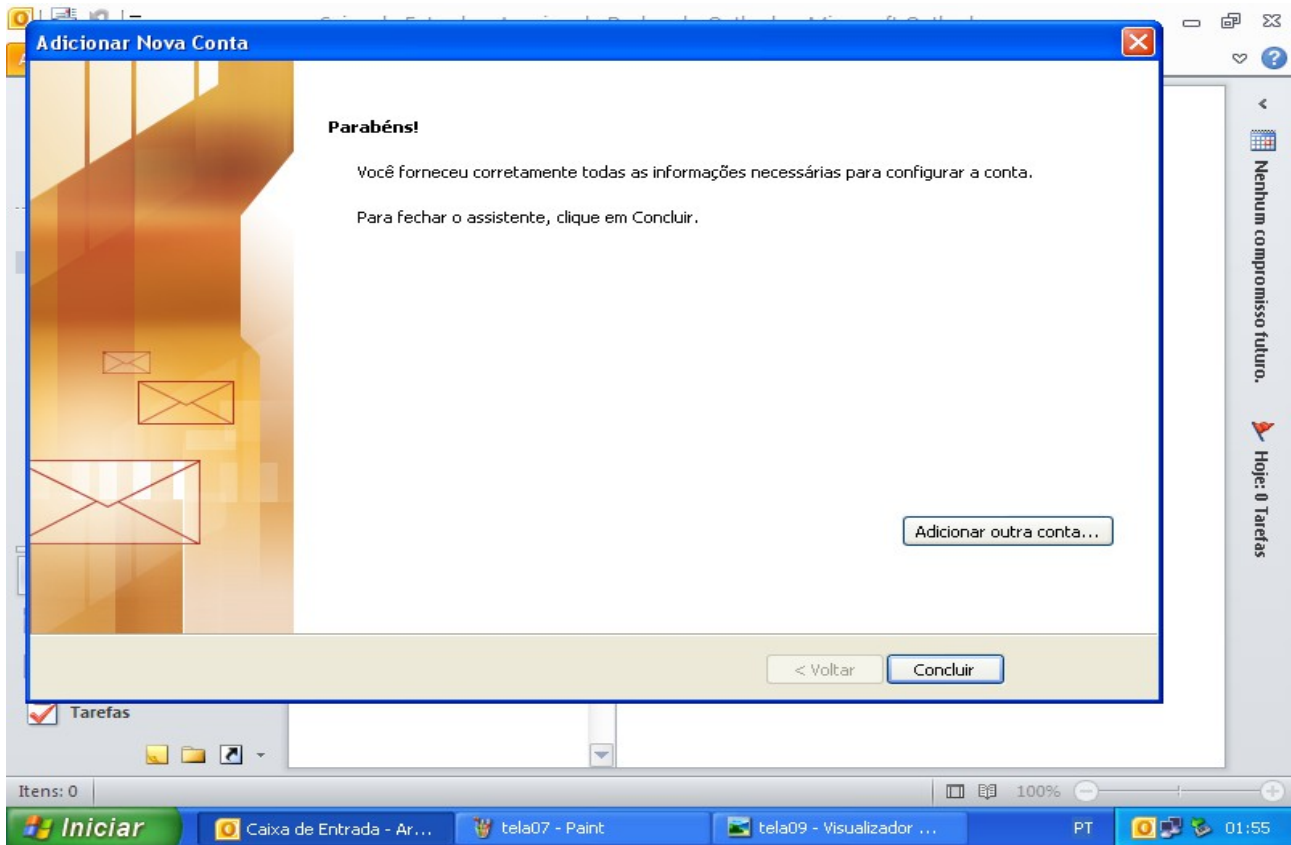 Adicionar Nova Conta
Parabéns!
Você forneceu corretamente todas as informações necessárias para configurar a conta.
Para fechar o assistente, clique em Concluir.
Adicionar outra conta...
< Voltar
Concluir
Nenhum compromisso futuro.
Hoje: 0 Tarefas
Tarefas
Itens: 0
100%
Iniciar
Caixa de Entrada - Ar...
tela07 - Paint
tela09 - Visualizador ...
PT
01:55